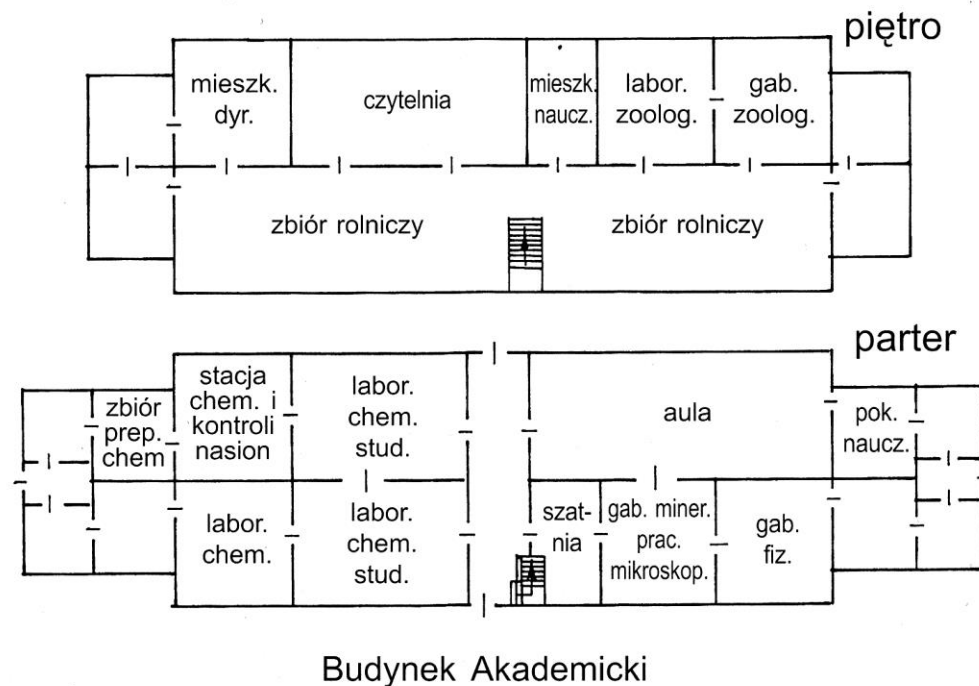 piętro
mieszk.
dyr.
czytelnia
mieszk.
naucz.
labor.
zoolog.
gab.
zoolog.
zbiór rolniczy
zbiór rolniczy
parter
zbiór
prep.
chem
stacja
chem. i
kontroli
nasion
labor.
chem.
stud.
aula
pok.
naucz.
labor.
chem.
labor.
chem.
stud.
szat-
nia
gab. miner.
prac.
mikroskop.
gab.
fiz.
Budynek Akademicki